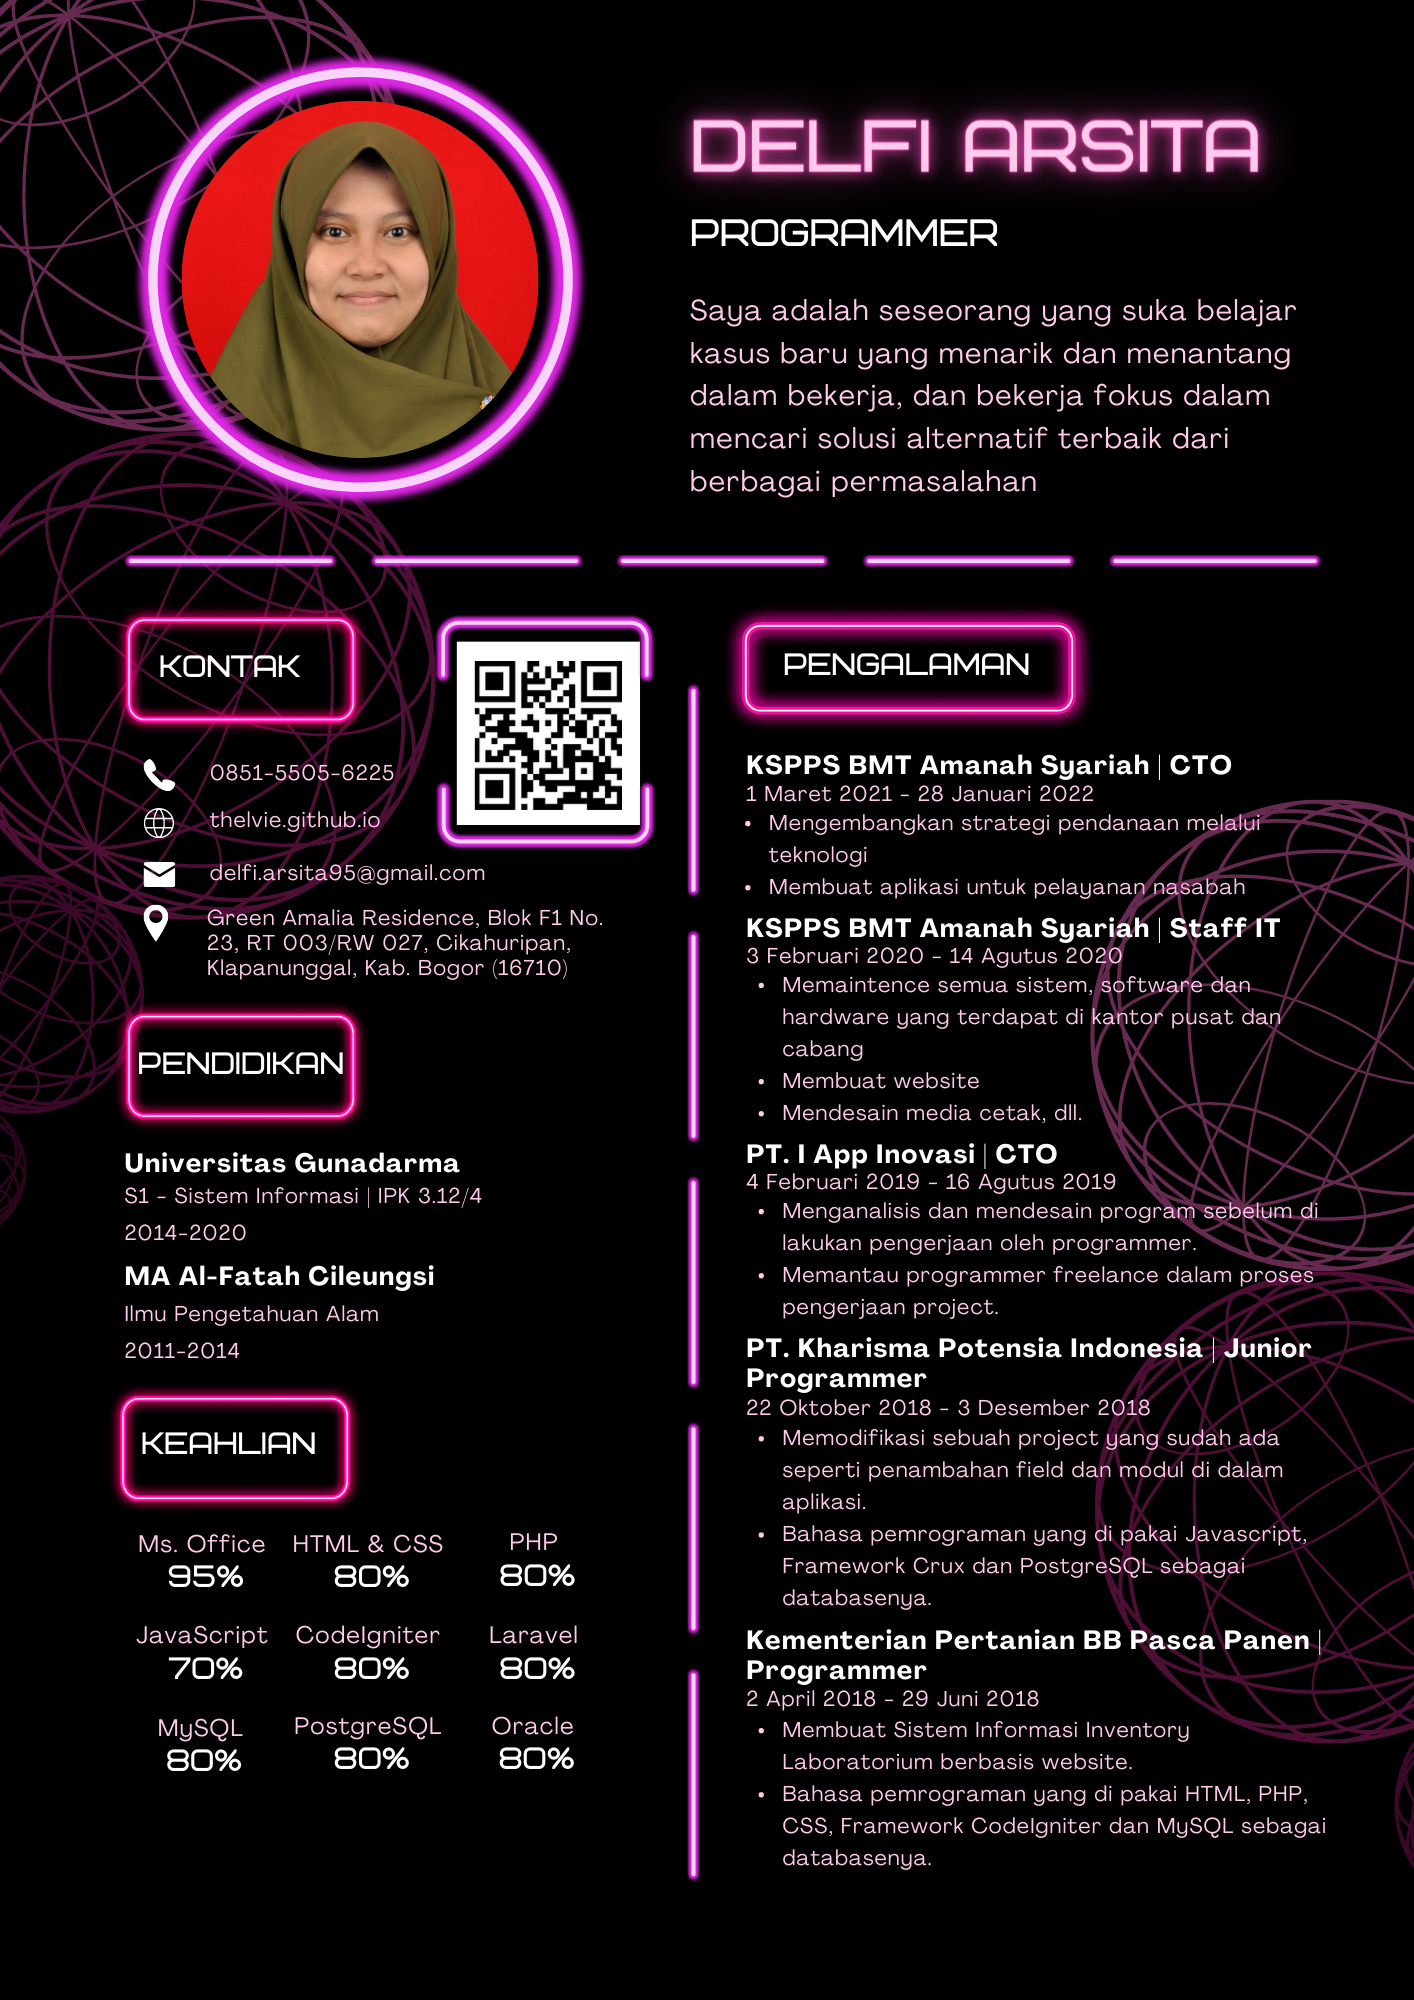 DELFI ARSITA
PROGRAMMER
Saya adalah seseorang yang suka belajar
kasus baru yang menarik dan menantang
dalam bekerja, dan bekerja fokus dalam
mencari solusi alternatif terbaik dari
berbagai permasalahan
KONTAK
0851-5505-6225
thelvie.github.io
delfi.arsita95@gmail.com
Green Amalia Residence, Blok F1 No.
23, RT 003/RW 027, Cikahuripan,
Klapanunggal, Kab. Bogor (16710)
PENDIDIKAN
Universitas Gunadarma
S1 - Sistem Informasi | IPK 3.12/4
2014-2020
MA Al-Fatah Cileungsi
Ilmu Pengetahuan Alam
2011-2014
KEAHLIAN
Ms. Office HTML & CSS PHP
95% 80% 80%
JavaScript CodeIgniter Laravel
70% 80% 80%
MySQL PostgreSQL Oracle
80% 80% 80%
PENGALAMAN
KSPPS BMT Amanah Syariah | CTO
1 Maret 2021 - 28 Januari 2022
• Mengembangkan strategi pendanaan melalui
teknologi
• Membuat aplikasi untuk pelayanan nasabah
KSPPS BMT Amanah Syariah | Staff IT
3 Februari 2020 - 14 Agutus 2020
• Memaintence semua sistem, software dan
hardware yang terdapat di kantor pusat dan
cabang
• Membuat website
• Mendesain media cetak, dll.
PT. I App Inovasi | CTO
4 Februari 2019 - 16 Agutus 2019
• Menganalisis dan mendesain program sebelum di
lakukan pengerjaan oleh programmer.
• Memantau programmer freelance dalam proses
pengerjaan project.
PT. Kharisma Potensia Indonesia | Junior
Programmer
22 Oktober 2018 - 3 Desember 2018
• Memodifikasi sebuah project yang sudah ada
seperti penambahan field dan modul di dalam
aplikasi.
• Bahasa pemrograman yang di pakai Javascript,
Framework Crux dan PostgreSQL sebagai
databasenya.
Kementerian Pertanian BB Pasca Panen |
Programmer
2 April 2018 - 29 Juni 2018
• Membuat Sistem Informasi Inventory
Laboratorium berbasis website.
• Bahasa pemrograman yang di pakai HTML, PHP,
CSS, Framework CodeIgniter dan MySQL sebagai
databasenya.